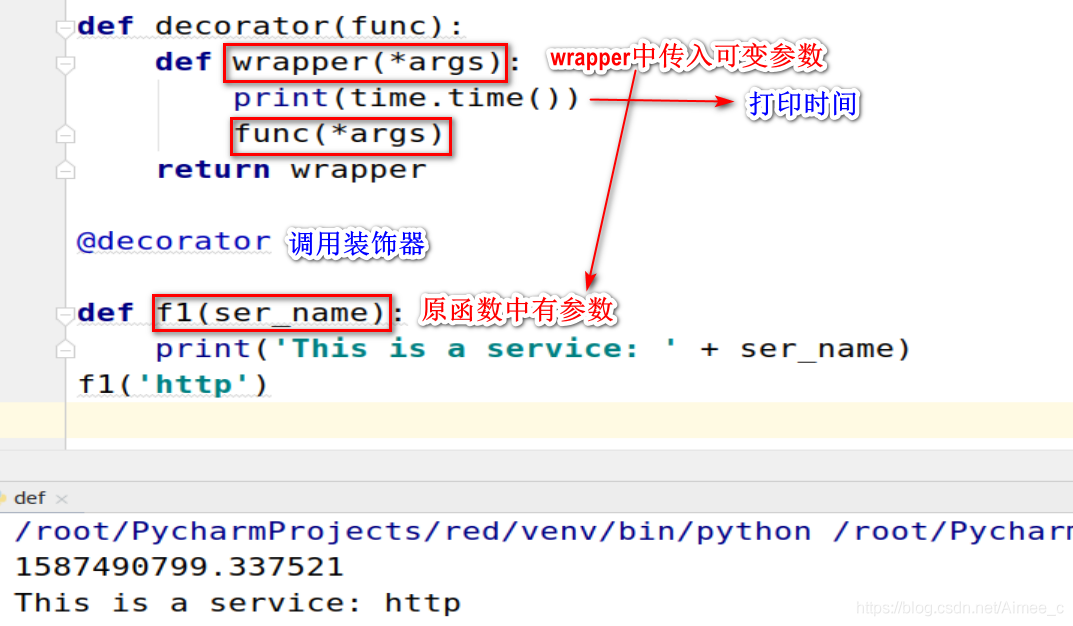 def decorator(func):
def wrapper(*args): wrapper中传入可变参数
print(time.time()) 打印时间
func(*args)
return wrapper
@decorator 调用装饰器
def f1(ser_name): 原函数中有参数
print('This is a service: ' + ser_name)
f1('http')
def ×
/root/PycharmProjects/red/venv/bin/python /root/Pycharm
1587490799.337521
This is a service: http
https://blog.csdn.net/Aimee_c